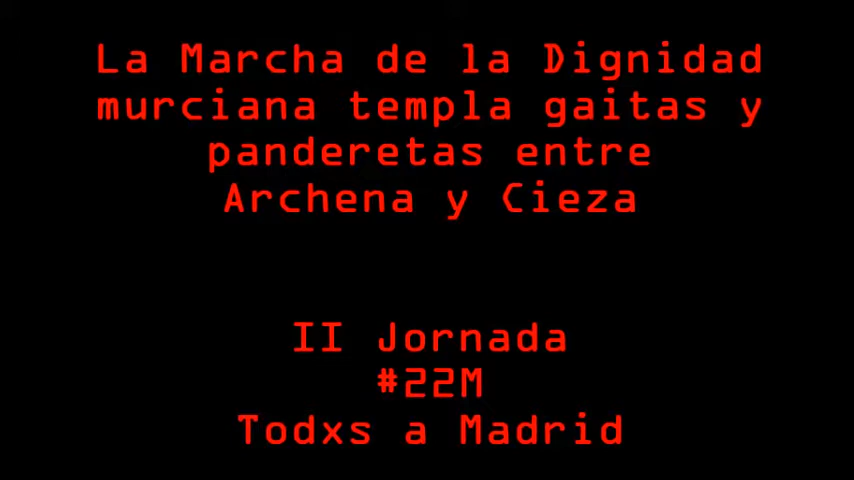 La Marcha de la Dignidad
murciana templa gaitas y
panderetas entre
Archena y Cieza
II Jornada
#22M
Todxs a Madrid